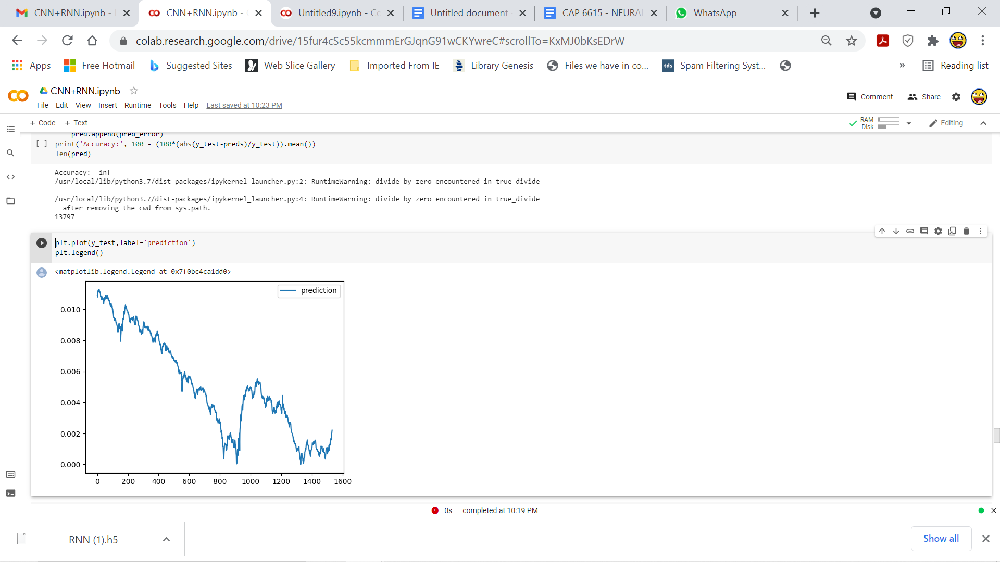 CNN+RNN.ipynb -
CNN+RNN.ipynb -
Untitled9.ipynb - Co
Untitled document
CAP 6615 - NEURAL
WhatsApp
colab.research.google.com/drive/15fur4cSc55kcmmmErGJqnG91wCKYwreC#scrollTo=KxMJ0bKsEDrW
Apps
Free Hotmail
Suggested Sites
Web Slice Gallery
Imported From IE
Library Genesis
Files we have in co...
tds
Spam Filtering Syst...
»
Reading list
CNN+RNN.ipynb
Comment
Share
File Edit View Insert Runtime Tools Help Last saved at 10:23 PM
+ Code + Text
RAM
Disk
Editing
pred.append(pred_error)
[ ] print('Accuracy:', 100 - (100*(abs(y_test-preds)/y_test)).mean())
len(pred)
Accuracy: -inf
/usr/local/lib/python3.7/dist-packages/ipykernel_launcher.py:2: RuntimeWarning: divide by zero encountered in true_divide
/usr/local/lib/python3.7/dist-packages/ipykernel_launcher.py:4: RuntimeWarning: divide by zero encountered in true_divide
after removing the cwd from sys.path.
13797
plt.plot(y_test,label='prediction')
plt.legend()
<matplotlib.legend.Legend at 0x7f0bc4ca1dd0>
prediction
0.010
0.008
0.006
0.004
0.002
0.000
0 200 400 600 800 1000 1200 1400 1600
0s completed at 10:19 PM
RNN (1).h5
Show all